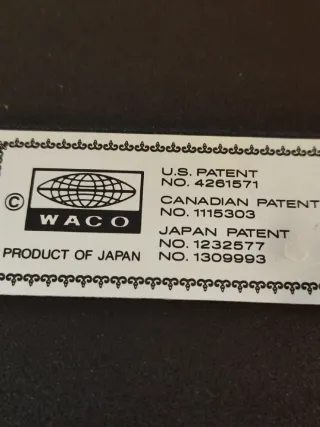 ©
WACO
PRODUCT OF JAPAN
U.S. PATENT
NO. 4261571
CANADIAN PATENT
NO. 1115303
JAPAN PATENT
NO. 1232577
NO. 1309993